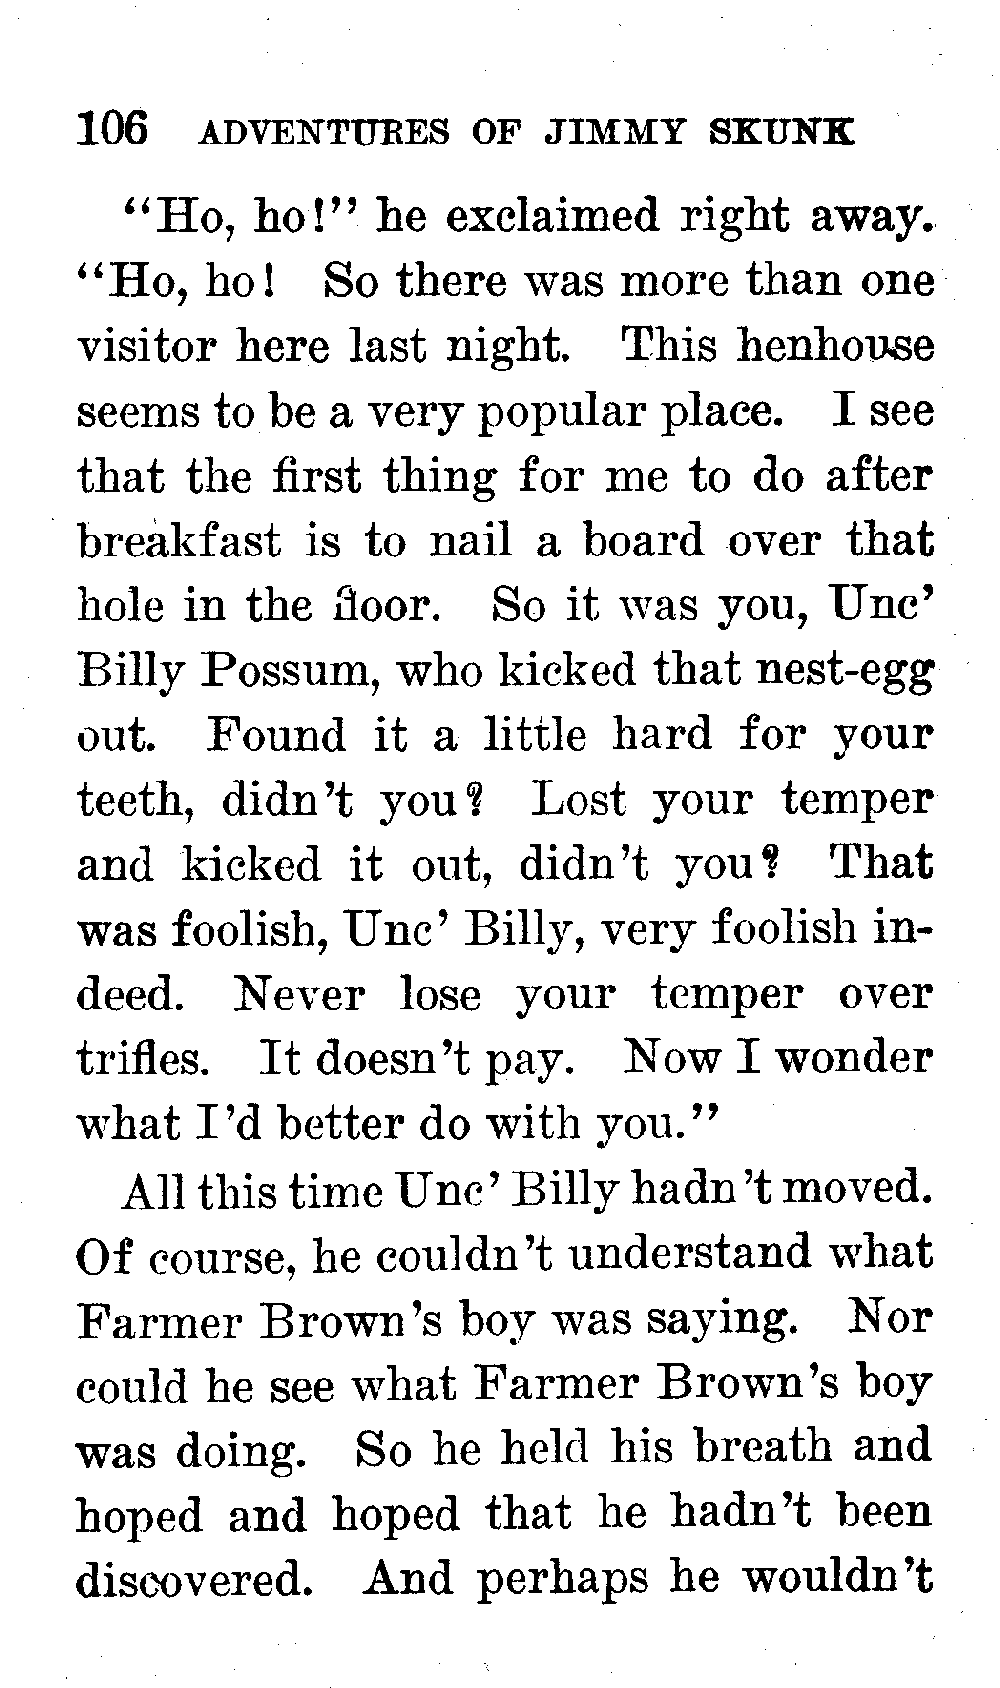 106 ADVENTURES OF JIMMY SKUNK
"Ho, ho!" he exclaimed right away.
"Ho, ho! So there was more than one
visitor here last night. This henhouse
seems to be a very popular place. I see
that the first thing for me to do after
breakfast is to nail a board over that
hole in the floor. So it was you, Unc'
Billy Possum, who kicked that nest-egg
out. Found it a little hard for your
teeth, didn't you? Lost your temper
and kicked it out, didn't you? That
was foolish, Unc' Billy, very foolish in-
deed. Never lose your temper over
trifles. It doesn't pay. Now I wonder
what I'd better do with you."
All this time Unc' Billy hadn't moved.
Of course, he couldn't understand what
Farmer Brown's boy was saying. Nor
could he see what Farmer Brown's boy
was doing. So he held his breath and
hoped and hoped that he hadn't been
discovered. And perhaps he wouldn't